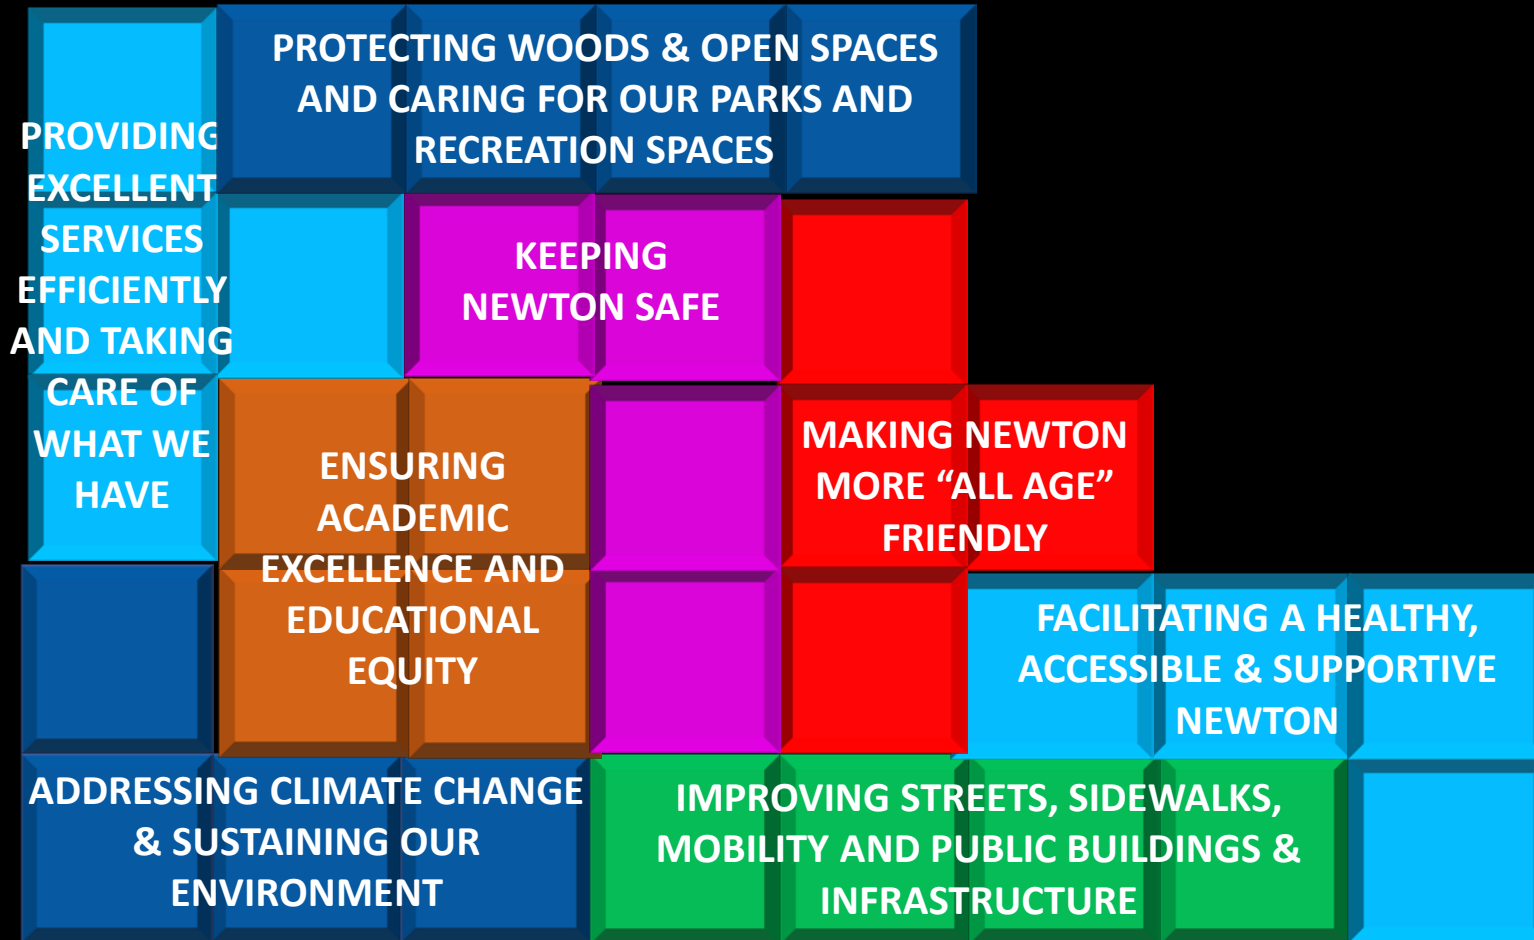 PROTECTING WOODS & OPEN SPACES
AND CARING FOR OUR PARKS AND
RECREATION SPACES
PROVIDING
EXCELLENT
SERVICES
EFFICIENTLY
AND TAKING
CARE OF
WHAT WE
HAVE
KEEPING
NEWTON SAFE
ENSURING
ACADEMIC
EXCELLENCE AND
EDUCATIONAL
EQUITY
MAKING NEWTON
MORE “ALL AGE”
FRIENDLY
FACILITATING A HEALTHY,
ACCESSIBLE & SUPPORTIVE
NEWTON
ADDRESSING CLIMATE CHANGE
& SUSTAINING OUR
ENVIRONMENT
IMPROVING STREETS, SIDEWALKS,
MOBILITY AND PUBLIC BUILDINGS &
INFRASTRUCTURE